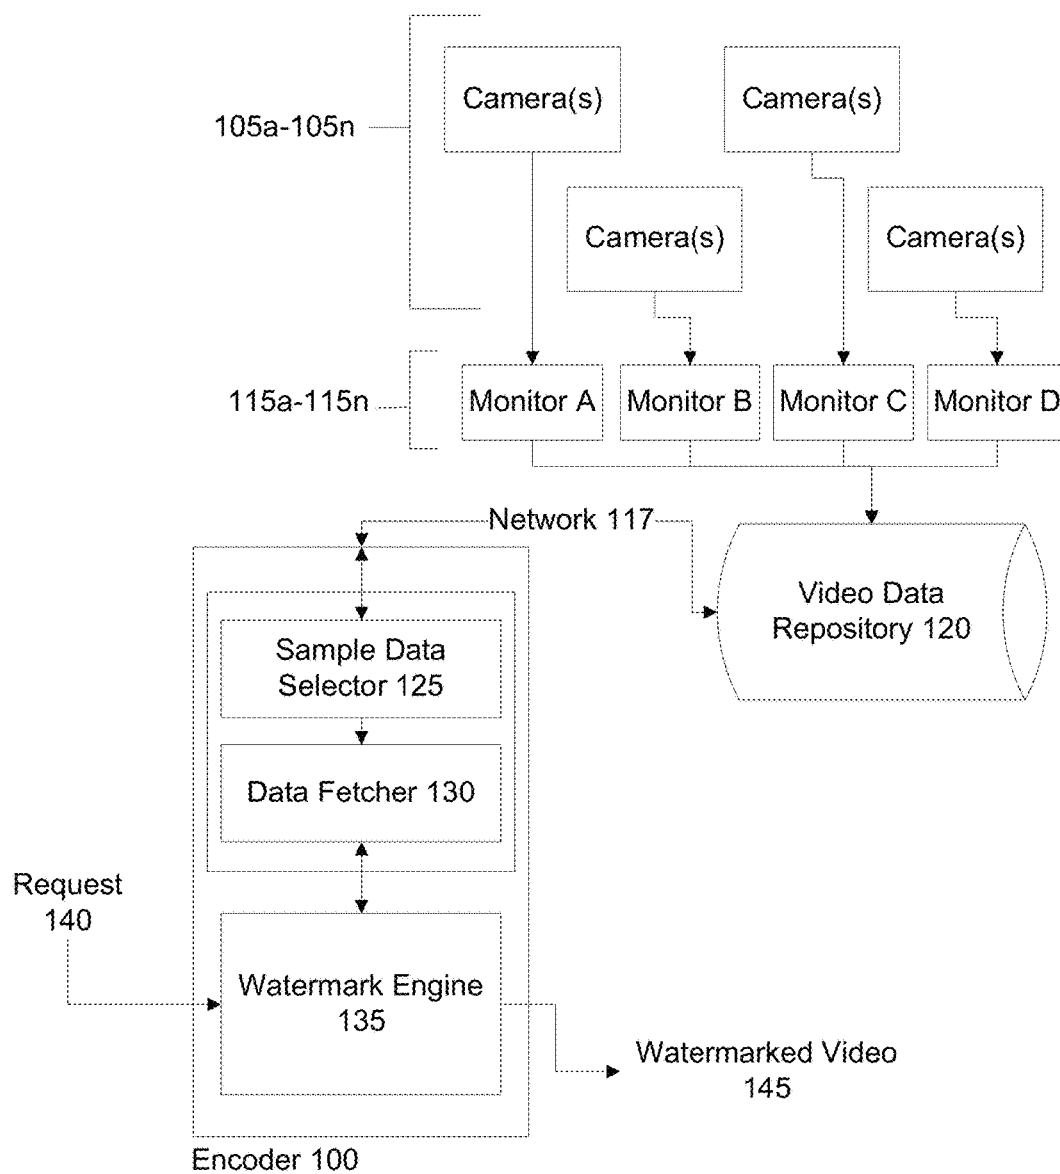 Camera(s)
Camera(s)
105a-105n
Camera(s)
Camera(s)
115a-115n
Monitor A
Monitor B
Monitor C
Monitor D
Network 117
Video Data
Repository 120
Sample Data
Selector 125
Data Fetcher 130
Request
140
Watermark Engine
135
Watermarked Video
145
Encoder 100